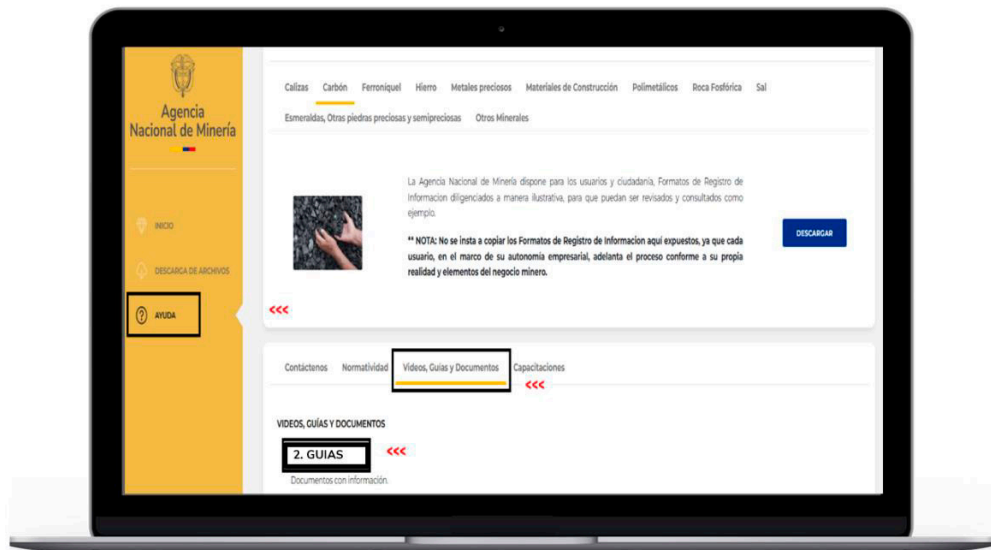 Agencia
Nacional de Minería
INICIO
DESCARGA DE ARCHIVOS
AYUDA
Calizas Carbón Ferroniquel Hierro Metales preciosos Materiales de Construcción Polimetálicos Roca Fosfórica Sal
Esmeraldas, Otras piedras preciosas y semipreciosas Otros Minerales
La Agencia Nacional de Minería dispone para los usuarios y ciudadanía, Formatos de Registro de
Informacion diligenciados a manera ilustrativa, para que puedan ser revisados y consultados como
ejemplo.
** NOTA: No se insta a copiar los Formatos de Registro de Informacion aquí expuestos, ya que cada
usuario, en el marco de su autonomía empresarial, adelanta el proceso conforme a su propia
realidad y elementos del negocio minero.
DESCARGAR
<<<
Contáctenos Normatividad Videos, Guías y Documentos Capacitaciones
<<<
VIDEOS, GUÍAS Y DOCUMENTOS
2. GUIAS <<<
Documentos con información.